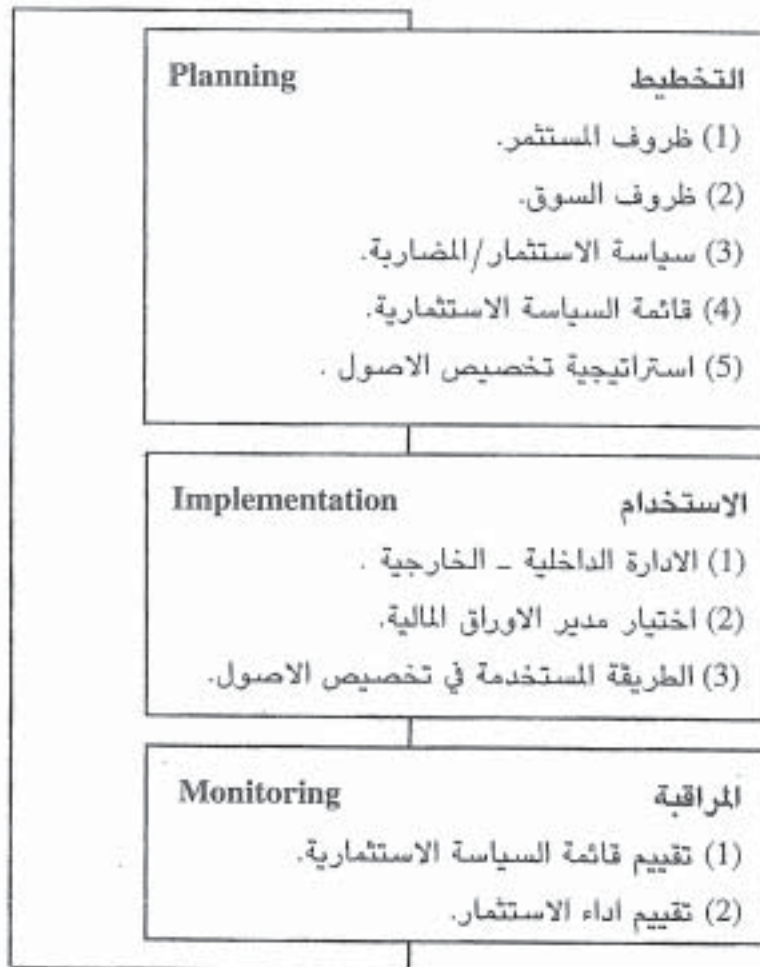 التخطيط Planning
(1) ظروف المستثمر.
(2) ظروف السوق.
(3) سياسة الاستثمار/المضاربة.
(4) قائمة السياسة الاستثمارية.
(5) استراتيجية تخصيص الاصول .
الاستخدام Implementation
(1) الادارة الداخلية ـ الخارجية .
(2) اختيار مدير الاوراق المالية.
(3) الطريقة المستخدمة في تخصيص الاصول.
المراقبة Monitoring
(1) تقييم قائمة السياسة الاستثمارية.
(2) تقييم اداء الاستثمار.